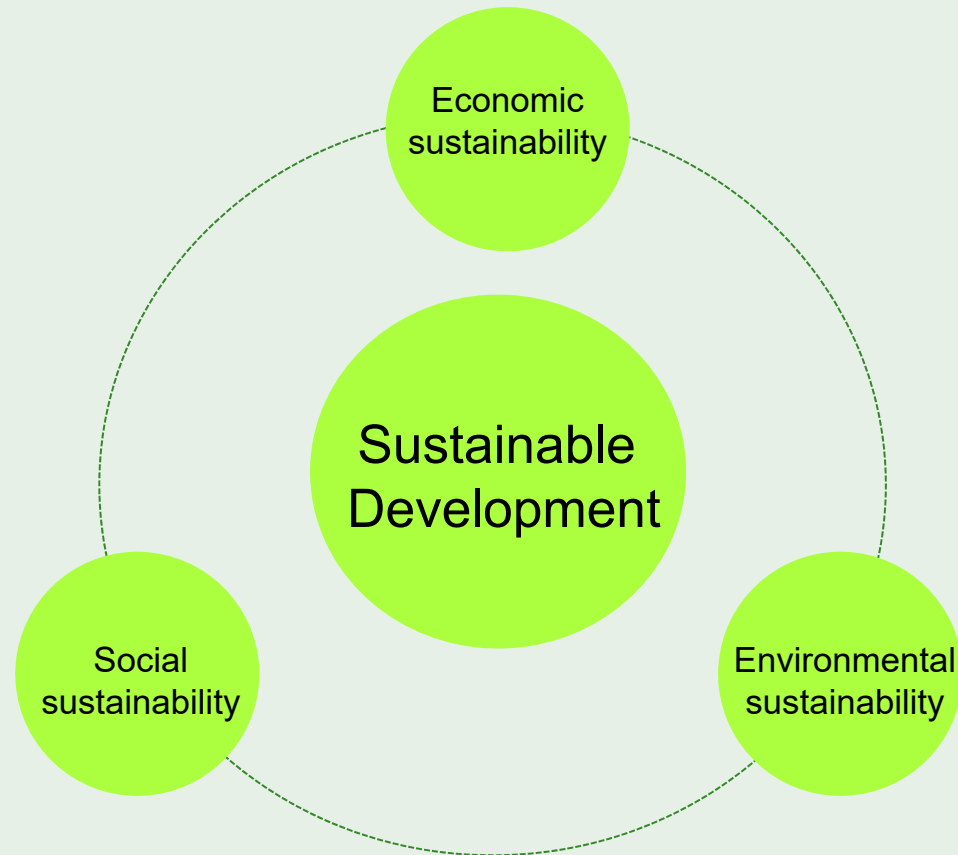 Economic
sustainability
Sustainable
Development
Social
sustainability
Environmental
sustainability